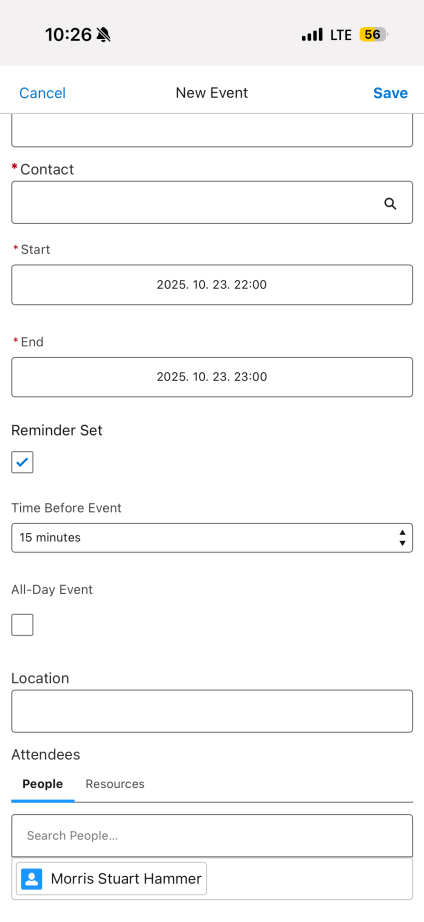 10:26
LTE 56
Cancel New Event Save
* Contact
* Start
2025. 10. 23. 22:00
* End
2025. 10. 23. 23:00
Reminder Set
Time Before Event
15 minutes
All-Day Event
Location
Attendees
People Resources
Search People...
Morris Stuart Hammer